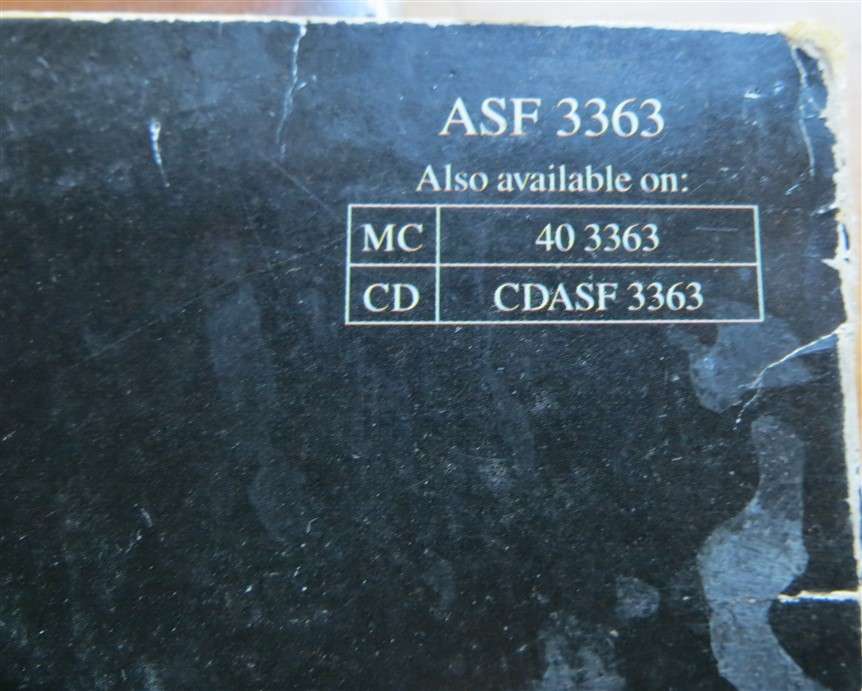 ASF 3363
Also available on:
MC 40 3363
CD CDASF 3363